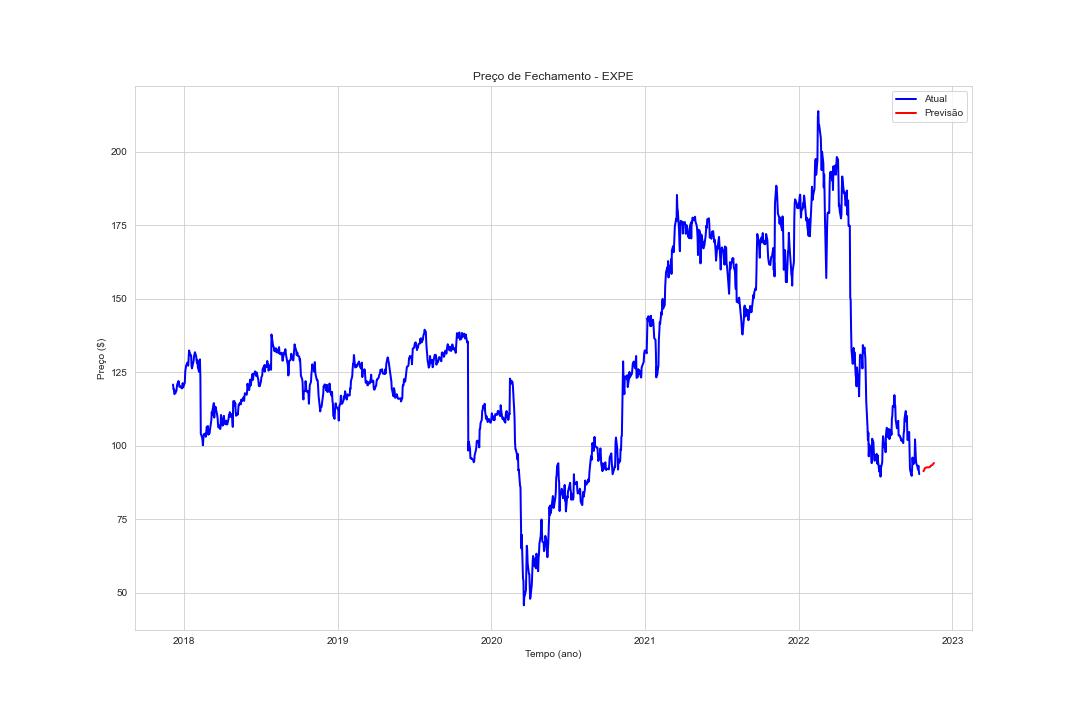 Preço de Fechamento - EXPE
Atual
Previsão
Preço ($)
200
175
150
125
100
75
50
2018
2019
2020
2021
2022
2023
Tempo (ano)